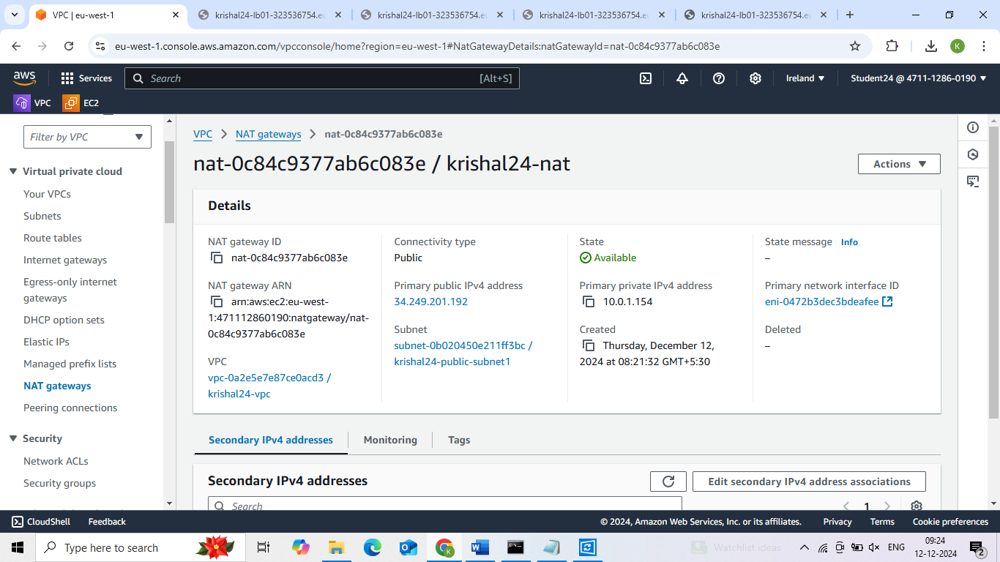 VPC | eu-west-1
krishal24-lb01-323536754.eu
krishal24-lb01-323536754.eu
krishal24-lb01-323536754.eu
krishal24-lb01-323536754.eu
eu-west-1.console.aws.amazon.com/vpcconsole/home?region=eu-west-1#NatGatewayDetails:natGatewayId=nat-0c84c9377ab6c083e
K
aws
Services
Search
[Alt+S]
Ireland
Student24 @ 4711-1286-0190
VPC
EC2
Filter by VPC
Virtual private cloud
Your VPCs
Subnets
Route tables
Internet gateways
Egress-only internet
gateways
DHCP option sets
Elastic IPs
Managed prefix lists
NAT gateways
Peering connections
Security
Network ACLs
Security groups
VPC
NAT gateways
nat-0c84c9377ab6c083e
nat-0c84c9377ab6c083e / krishal24-nat
Actions
Details
NAT gateway ID
nat-0c84c9377ab6c083e
NAT gateway ARN
arn:aws:ec2:eu-west-
1:471112860190:natgateway/nat-
0c84c9377ab6c083e
VPC
vpc-0a2e5e7e87ce0acd3 /
krishal24-vpc
Connectivity type
Public
Primary public IPv4 address
34.249.201.192
Subnet
subnet-0b020450e211ff3bc /
krishal24-public-subnet1
State
Available
Primary private IPv4 address
10.0.1.154
Created
Thursday, December 12,
2024 at 08:21:32 GMT+5:30
State message Info
–
Primary network interface ID
eni-0472b3dec3bdeafee
Deleted
–
Secondary IPv4 addresses
Monitoring
Tags
Secondary IPv4 addresses
Edit secondary IPv4 address associations
Search
1
CloudShell
Feedback
© 2024, Amazon Web Services, Inc. or its affiliates.
Privacy
Terms
Cookie preferences
Type here to search
Watchlist ideas
ENG
09:24
12-12-2024
2